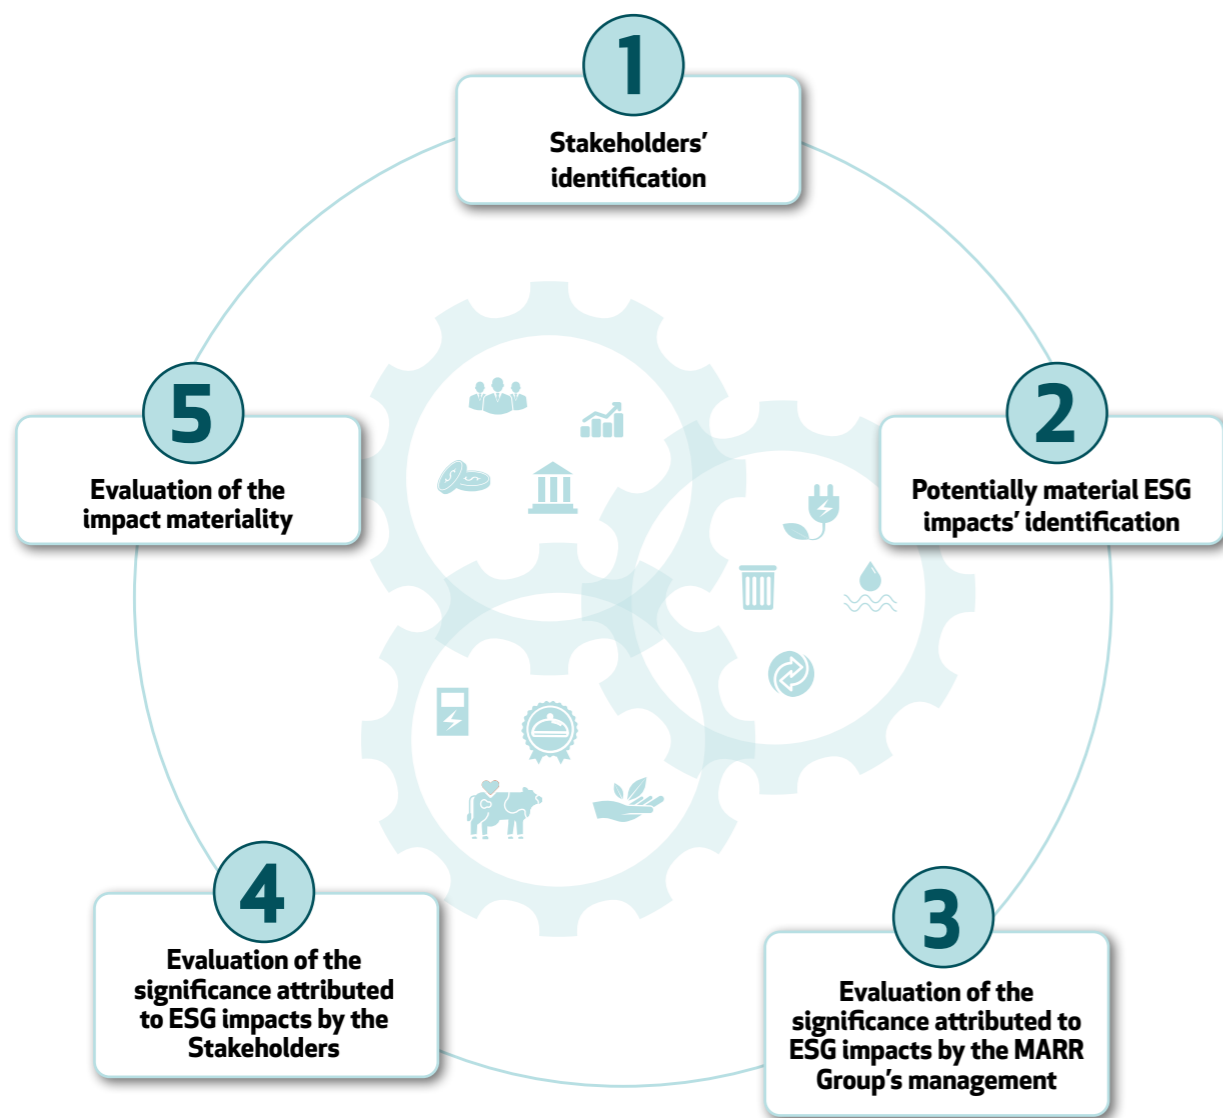 1
Stakeholders’
identification
2
Potentially material ESG
impacts’ identification
3
Evaluation of the
significance attributed to
ESG impacts by the MARR
Group’s management
4
Evaluation of the
significance attributed
to ESG impacts by the
Stakeholders
5
Evaluation of the
impact materiality